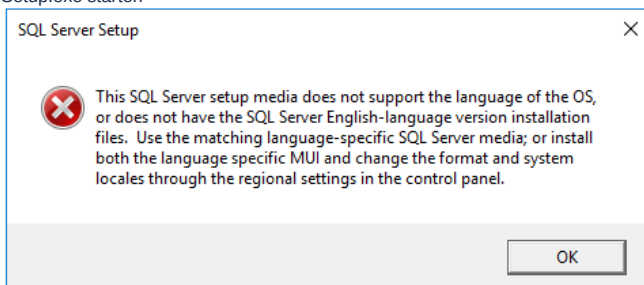 Setup.exe starten
SQL Server Setup
This SQL Server setup media does not support the language of the OS,
or does not have the SQL Server English-language version installation
files.  Use the matching language-specific SQL Server media; or install
both the language specific MUI and change the format and system
locales through the regional settings in the control panel.
OK